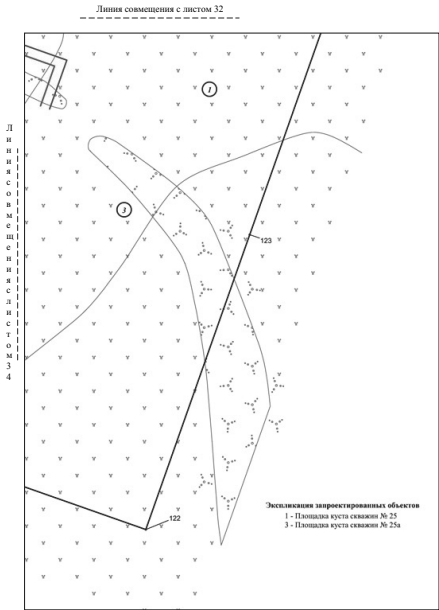 Линия совмещения с листом 32
Линия совмещения с листом 34
1
3
123
122
Экспликация запроектированных объектов
1 - Площадка куста скважин № 25
3 - Площадка куста скважин № 25а